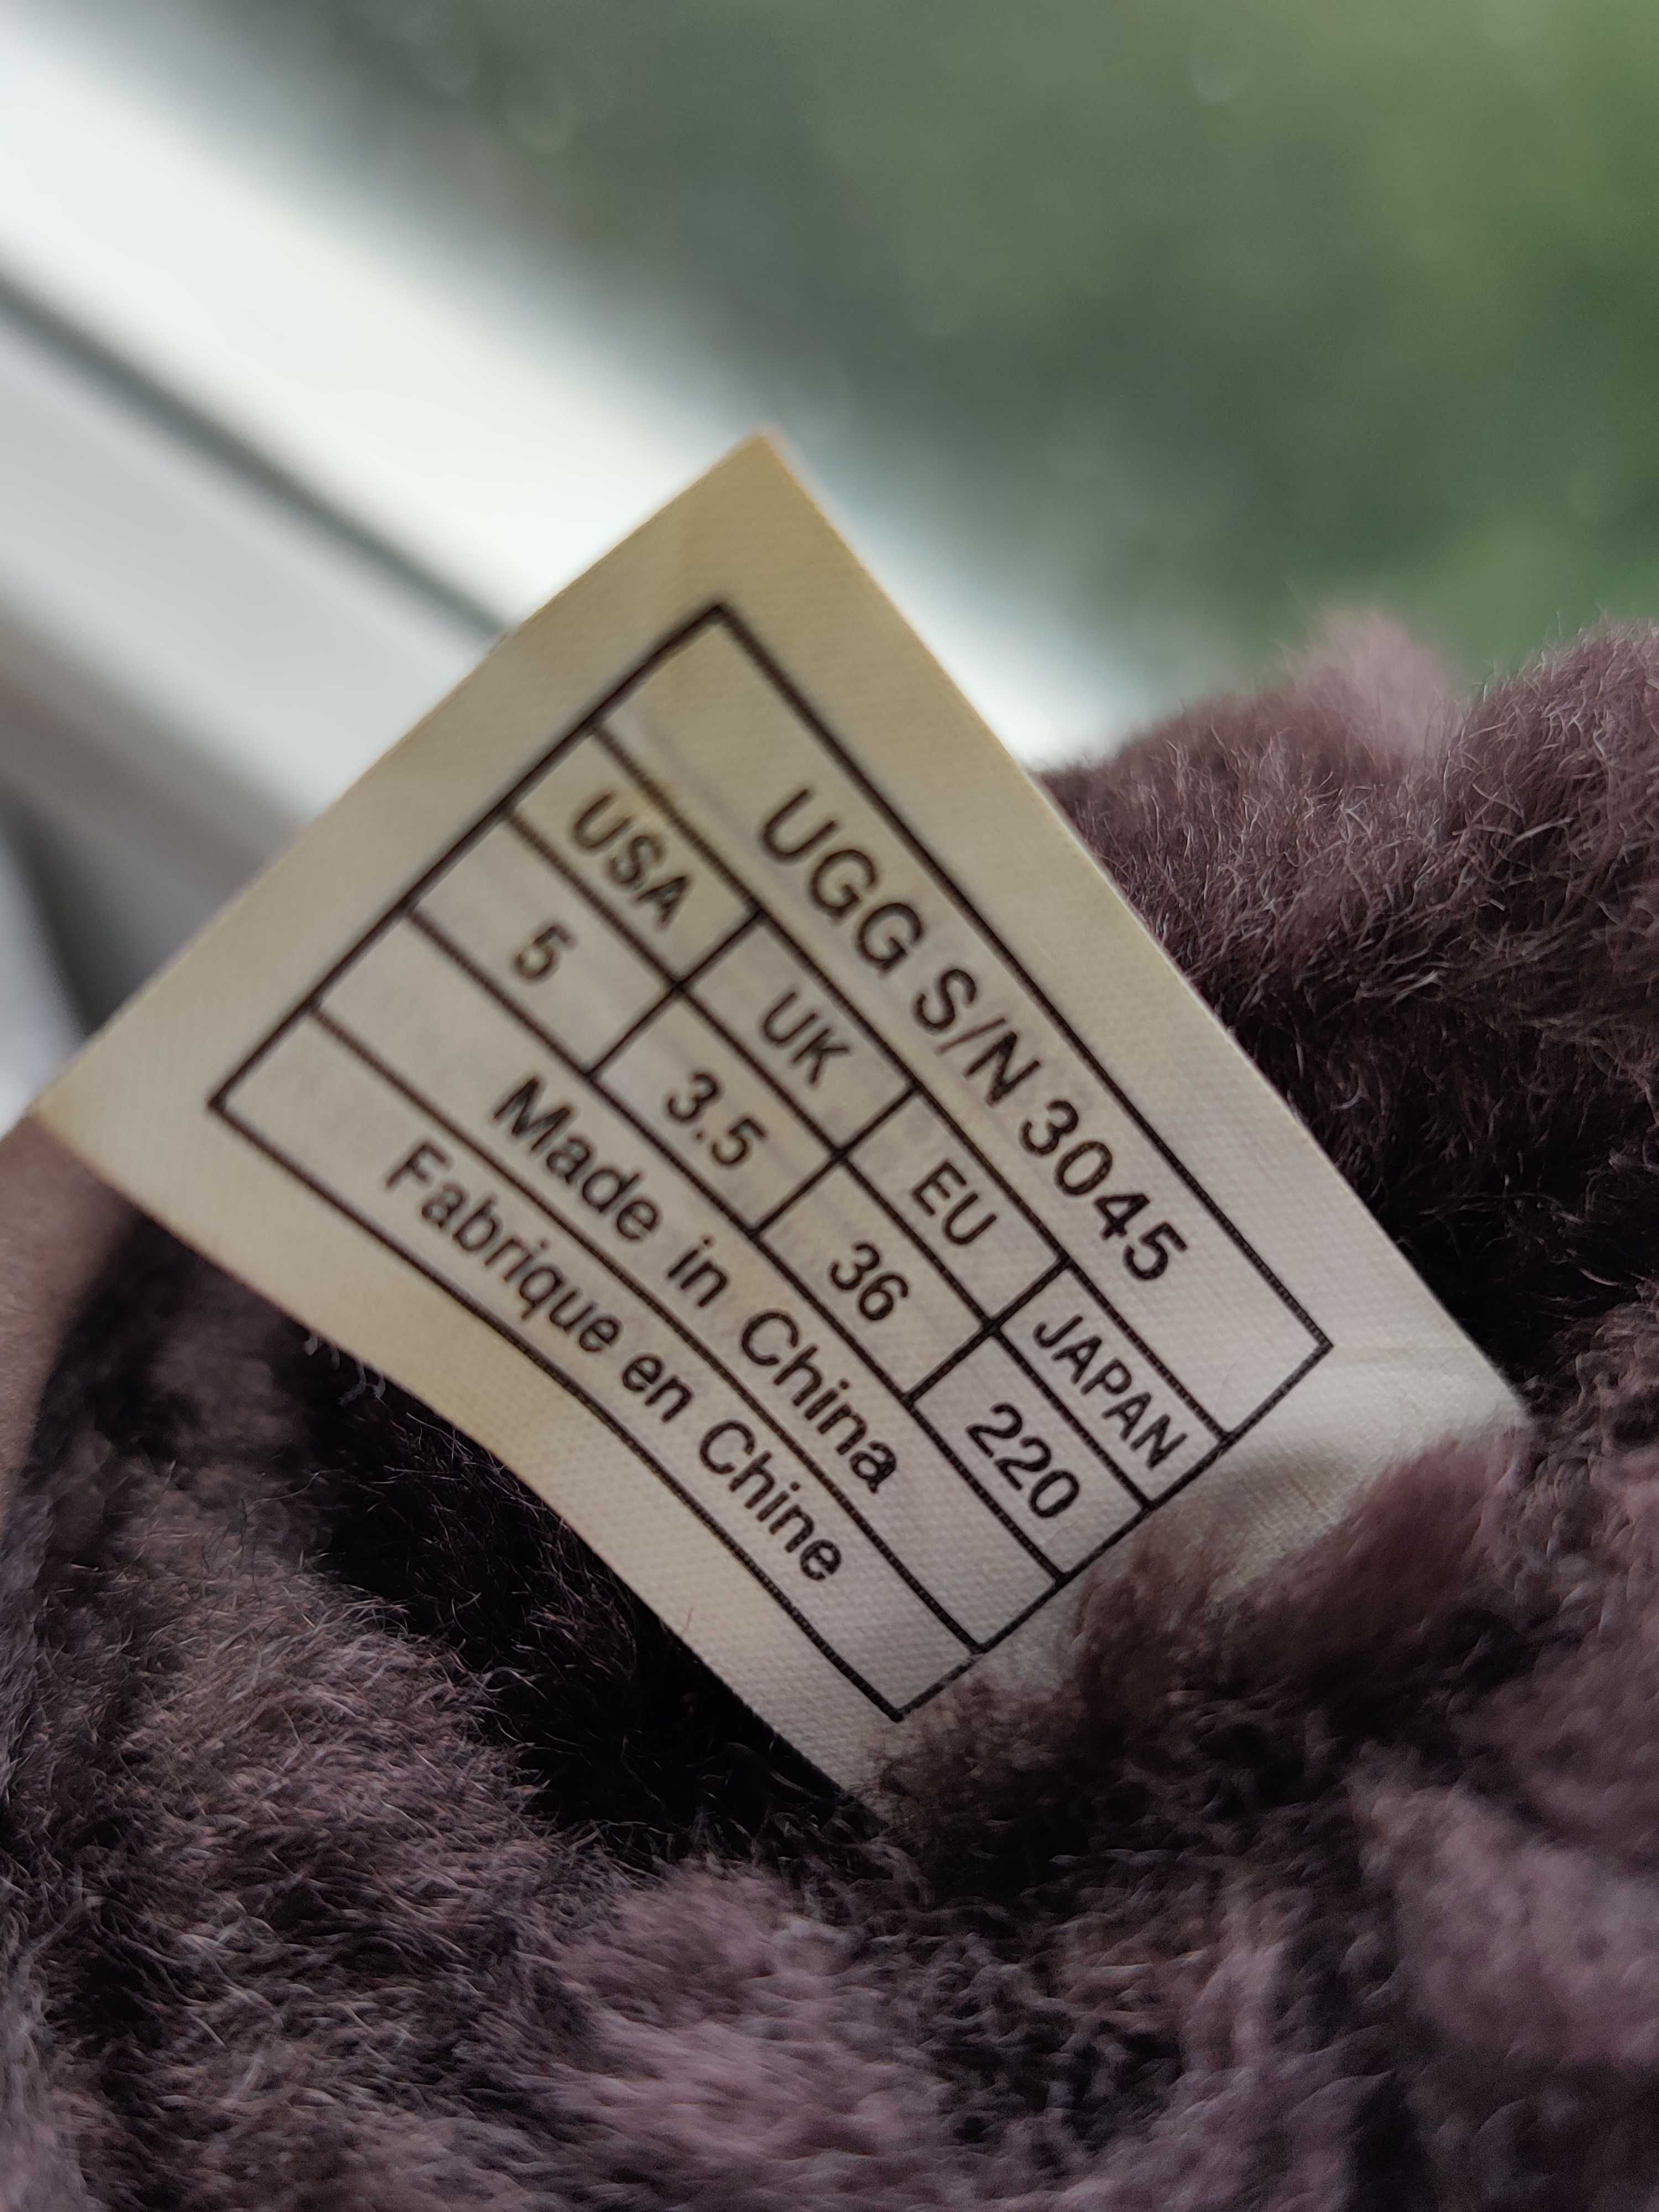 UGG S/N 3045
USA UK EU JAPAN
5 3.5 36 220
Made in China
Fabrique en Chine